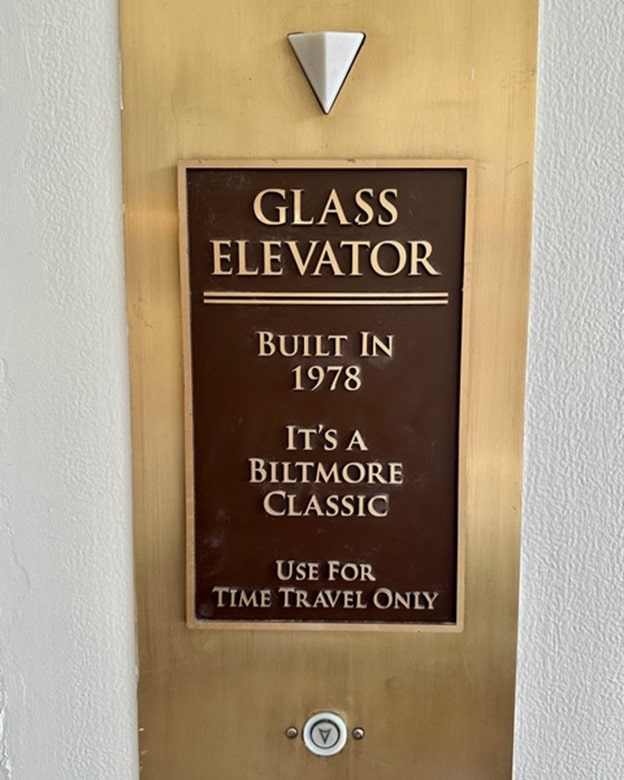 GLASS
ELEVATOR
BUILT IN
1978
IT'S A
BILTMORE
CLASSIC
USE FOR
TIME TRAVEL ONLY